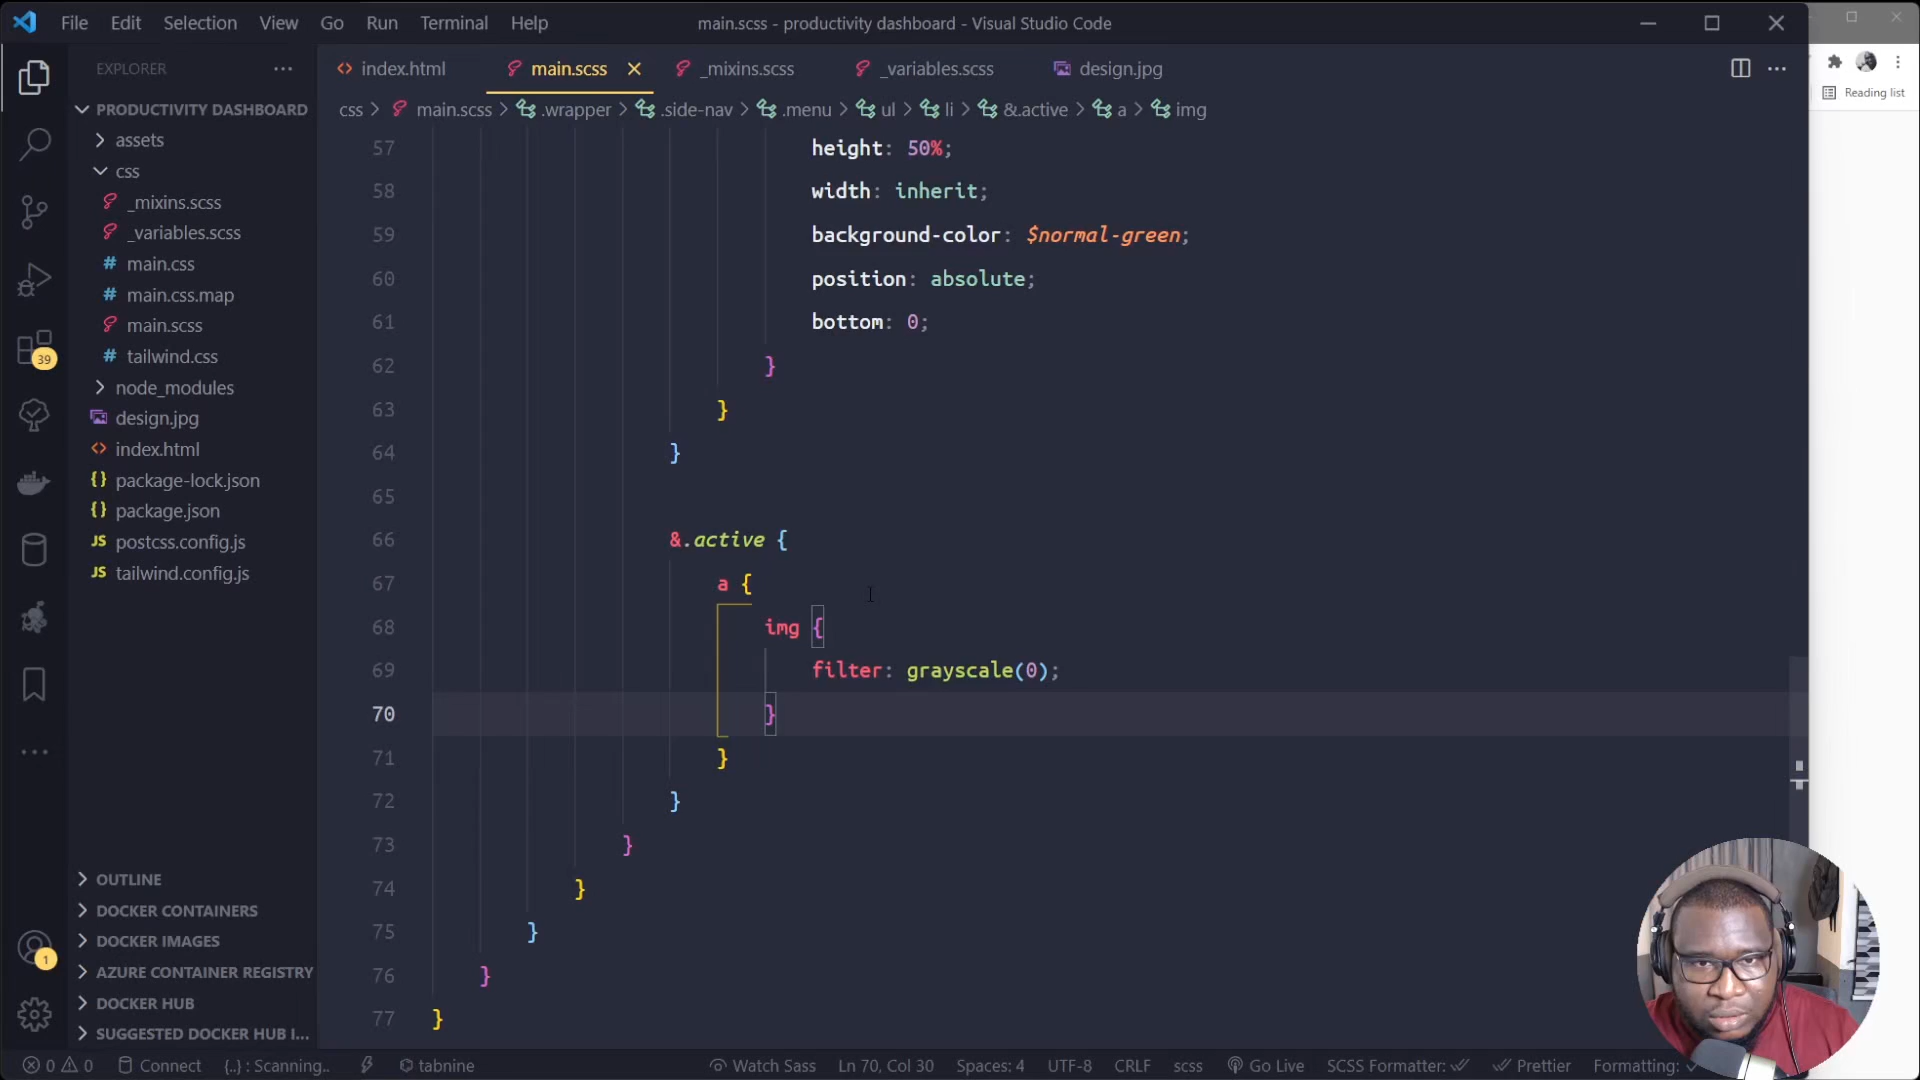 File Edit Selection View Go Run Terminal Help main.scss - productivity dashboard - Visual Studio Code
EXPLORER
index.html main.scss _mixins.scss _variables.scss design.jpg
Reading list
PRODUCTIVITY DASHBOARD
css > main.scss > .wrapper > .side-nav > .menu > ul > li > &.active > a > img
assets
css
_mixins.scss
_variables.scss
main.css
main.css.map
main.scss
tailwind.css
node_modules
design.jpg
index.html
package-lock.json
package.json
postcss.config.js
tailwind.config.js
39
57 height: 50%;
58 width: inherit;
59 background-color: $normal-green;
60 position: absolute;
61 bottom: 0;
62 }
63 }
64 }
65
66 &.active {
67 a {
68 img {
69 filter: grayscale(0);
70 }
71 }
72 }
73 }
74 }
75 }
76 }
77 }
OUTLINE
DOCKER CONTAINERS
DOCKER IMAGES
AZURE CONTAINER REGISTRY
DOCKER HUB
SUGGESTED DOCKER HUB I...
1
0 0 Connect {..} : Scanning.. tabnine Watch Sass Ln 70, Col 30 Spaces: 4 UTF-8 CRLF scss Go Live SCSS Formatter: Prettier Formatting: